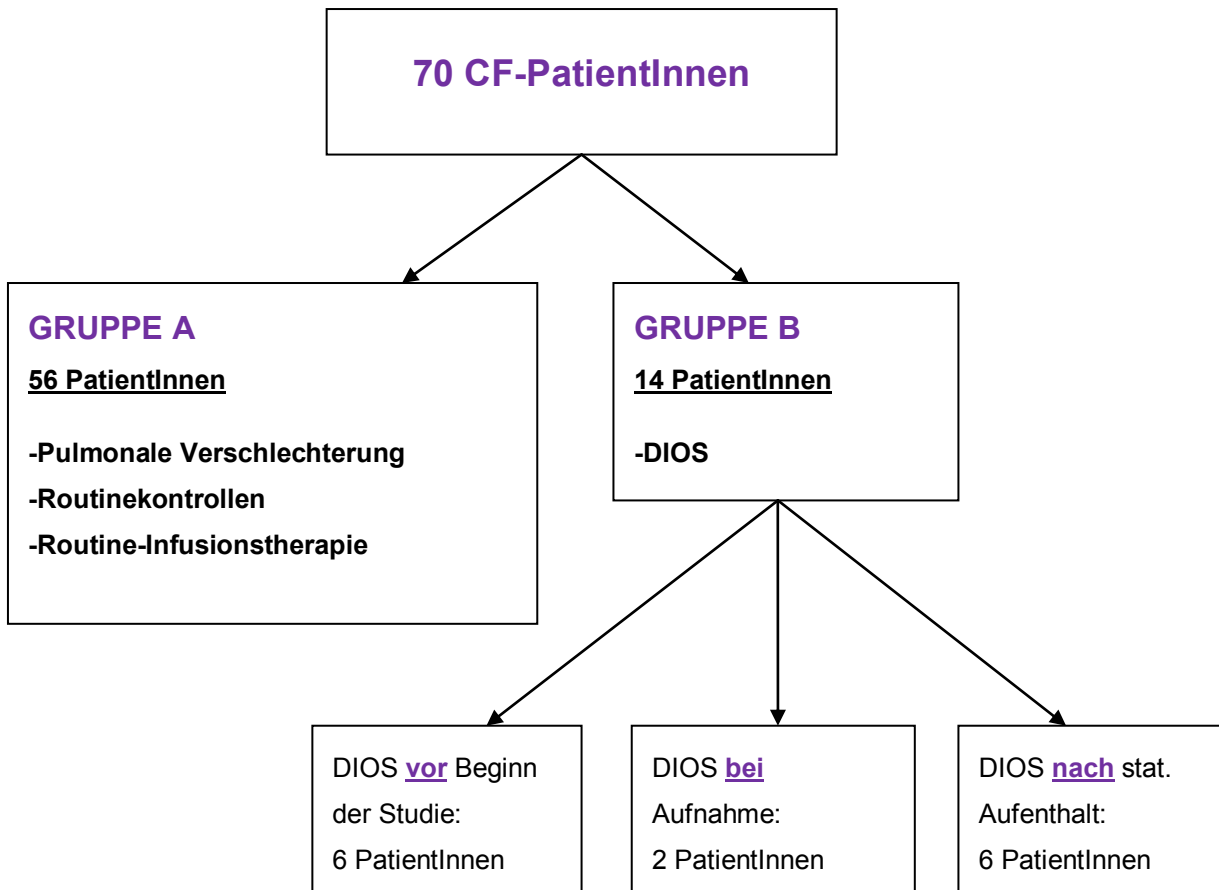 70 CF-PatientInnen
GRUPPE A
56 PatientInnen
-Pulmonale Verschlechterung
-Routinekontrollen
-Routine-Infusionstherapie
GRUPPE B
14 PatientInnen
-DIOS
DIOS vor Beginn
der Studie:
6 PatientInnen
DIOS bei
Aufnahme:
2 PatientInnen
DIOS nach stat.
Aufenthalt:
6 PatientInnen